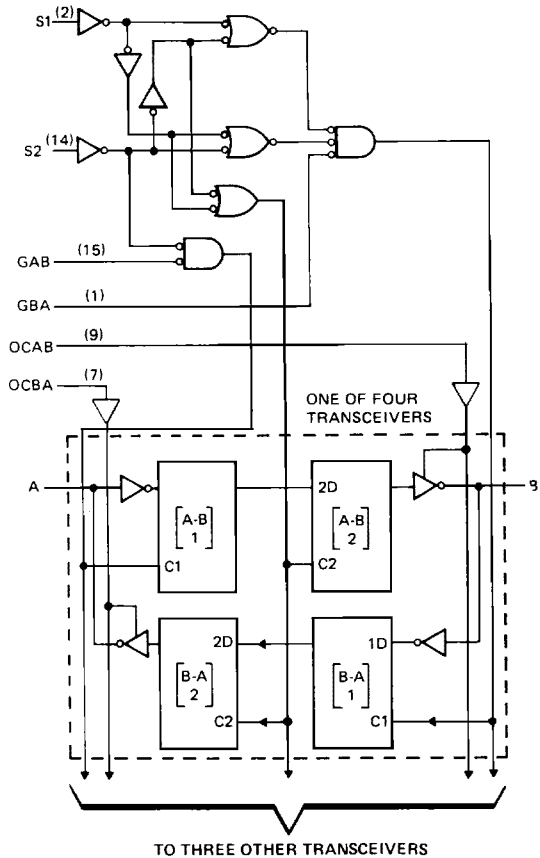 S1 (2)
S2 (14)
GAB (15)
GBA (1)
OCAB (9)
OCBA (7)
ONE OF FOUR
TRANSCEIVERS
A
B
[A-B 1]
C1
2D
[A-B 2]
C2
2D
[B-A 2]
C2
1D
[B-A 1]
C1
TO THREE OTHER TRANSCEIVERS